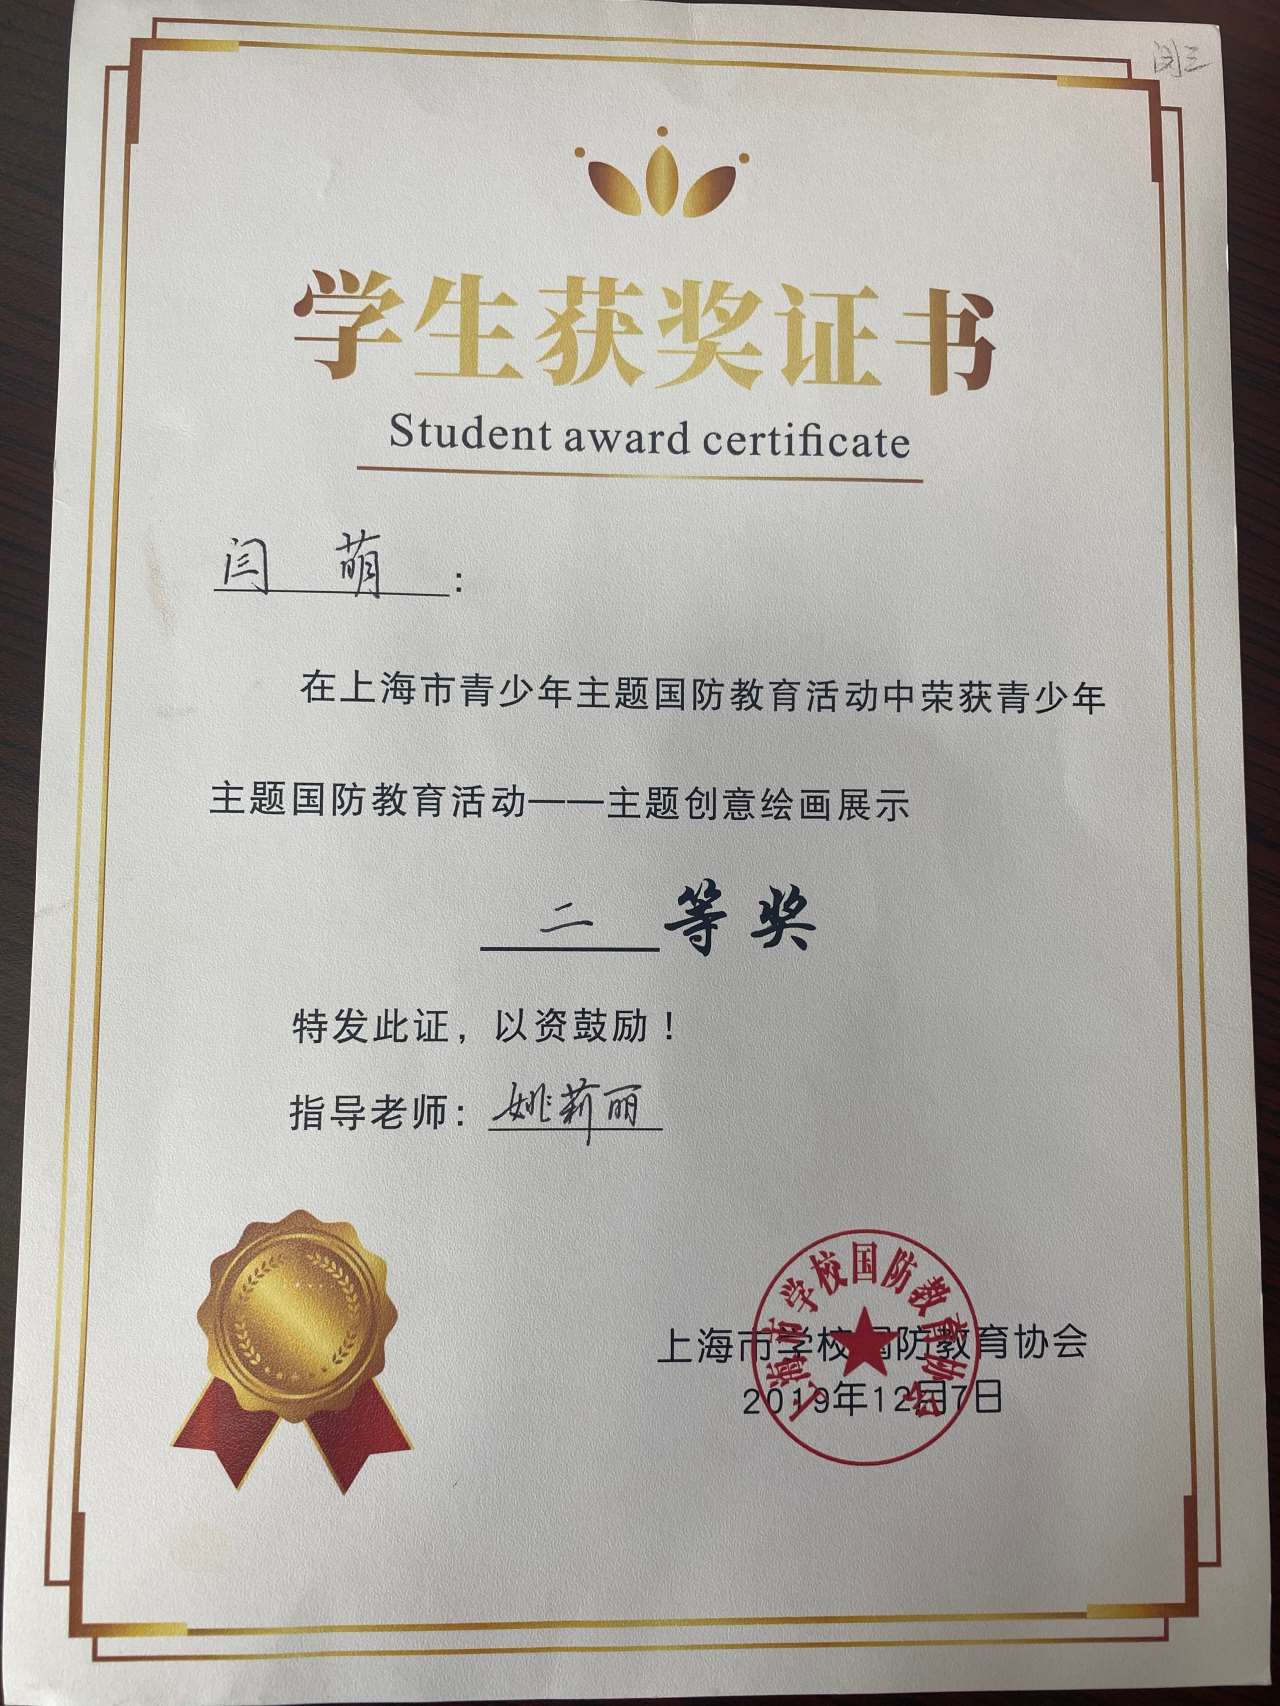 闵三
学生获奖证书
Student award certificate
闫 萌：
在上海市青少年主题国防教育活动中荣获青少年
主题国防教育活动——主题创意绘画展示
二等奖
特发此证，以资鼓励！
指导老师：姚莉丽
上海市学校国防教育协会
上海市学校国防教育协会
2019年12月7日